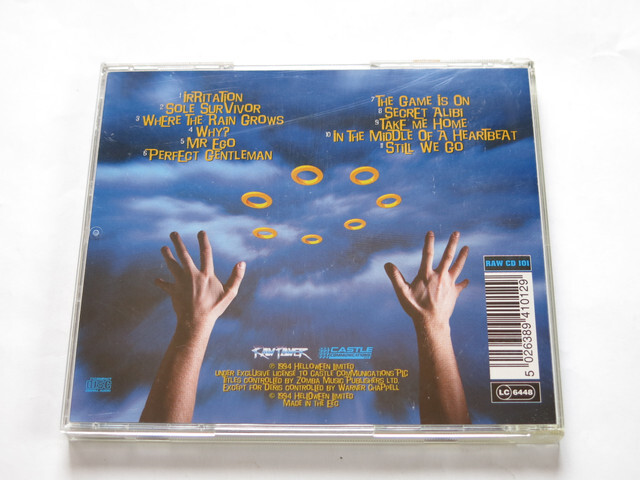 1 Irritation
2 Sole Survivor
3 Where The Rain Grows
4 Why?
5 Mr Ego
6 Perfect Gentleman
7 The Game Is On
8 Secret Alibi
9 Take Me Home
10 In The Middle Of A Heartbeat
11 Still We Go
RAW CD 101
5 026389 410129
LC 6448
RAW POWER
CASTLE
© 1994 Helloween Limited
under exclusive license to Castle Communications Plc
Titles controlled by Zomba Music Publishers Ltd.
Except for Deris controlled by Warner Chappell
℗ 1994 Helloween Limited
Made in the EEC
COMPACT disc